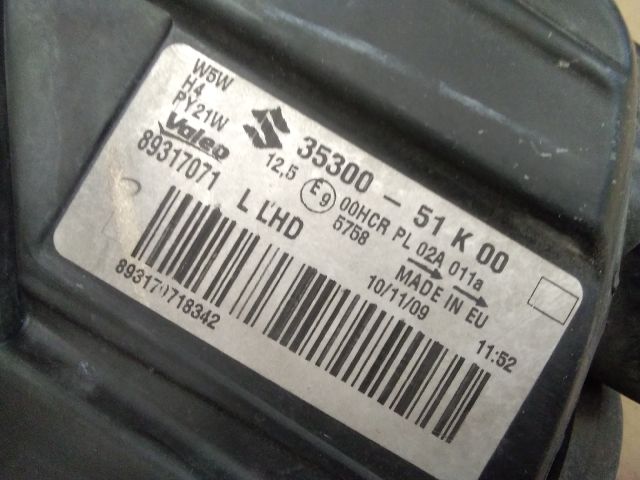 W5W
H4
PY21W
Valeo
89317071
35300 - 51 K 00
12,5 E9 00HCR PL 02A 011a
5758
L LHD
MADE IN EU
10/11/09
11:52
893170718342